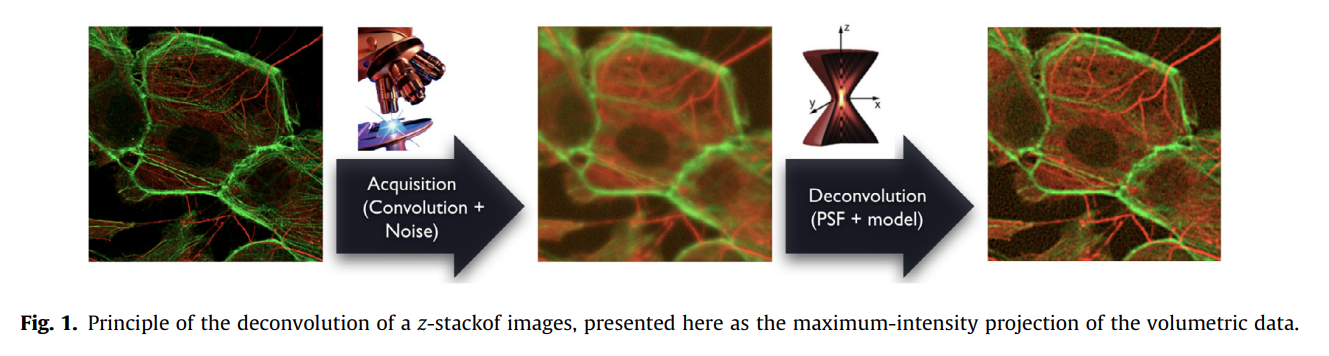 Acquisition
(Convolution +
Noise)
z
y
x
Deconvolution
(PSF + model)
Fig. 1. Principle of the deconvolution of a z-stackof images, presented here as the maximum-intensity projection of the volumetric data.